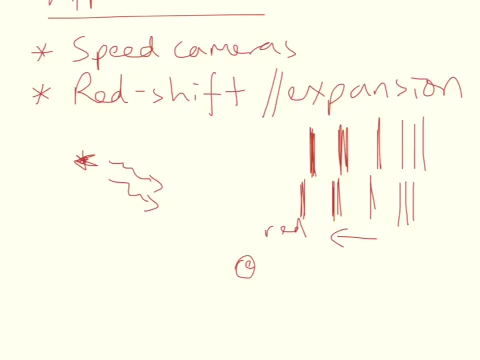 * Speed cameras
* Red-shift // expansion
red